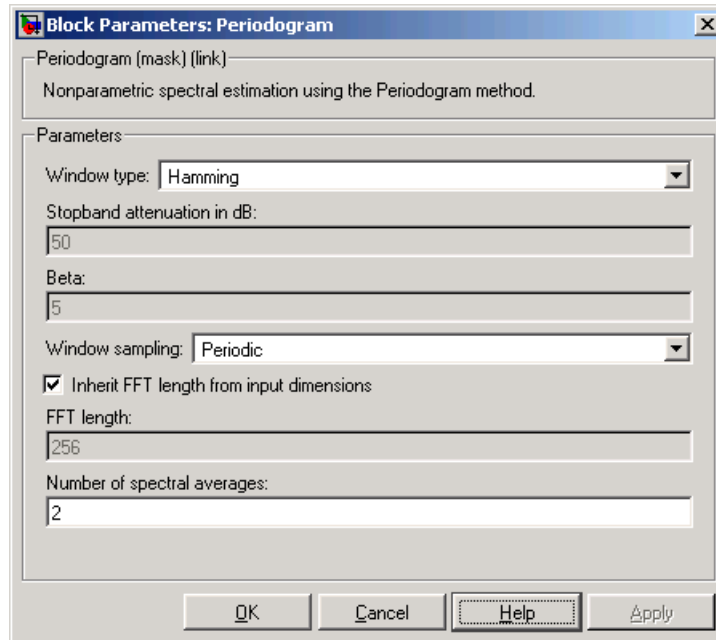 Block Parameters: Periodogram
Periodogram (mask) (link)
Nonparametric spectral estimation using the Periodogram method.
Parameters
Window type: Hamming
Stopband attenuation in dB:
50
Beta:
5
Window sampling: Periodic
Inherit FFT length from input dimensions
FFT length:
256
Number of spectral averages:
2
OK Cancel Help Apply